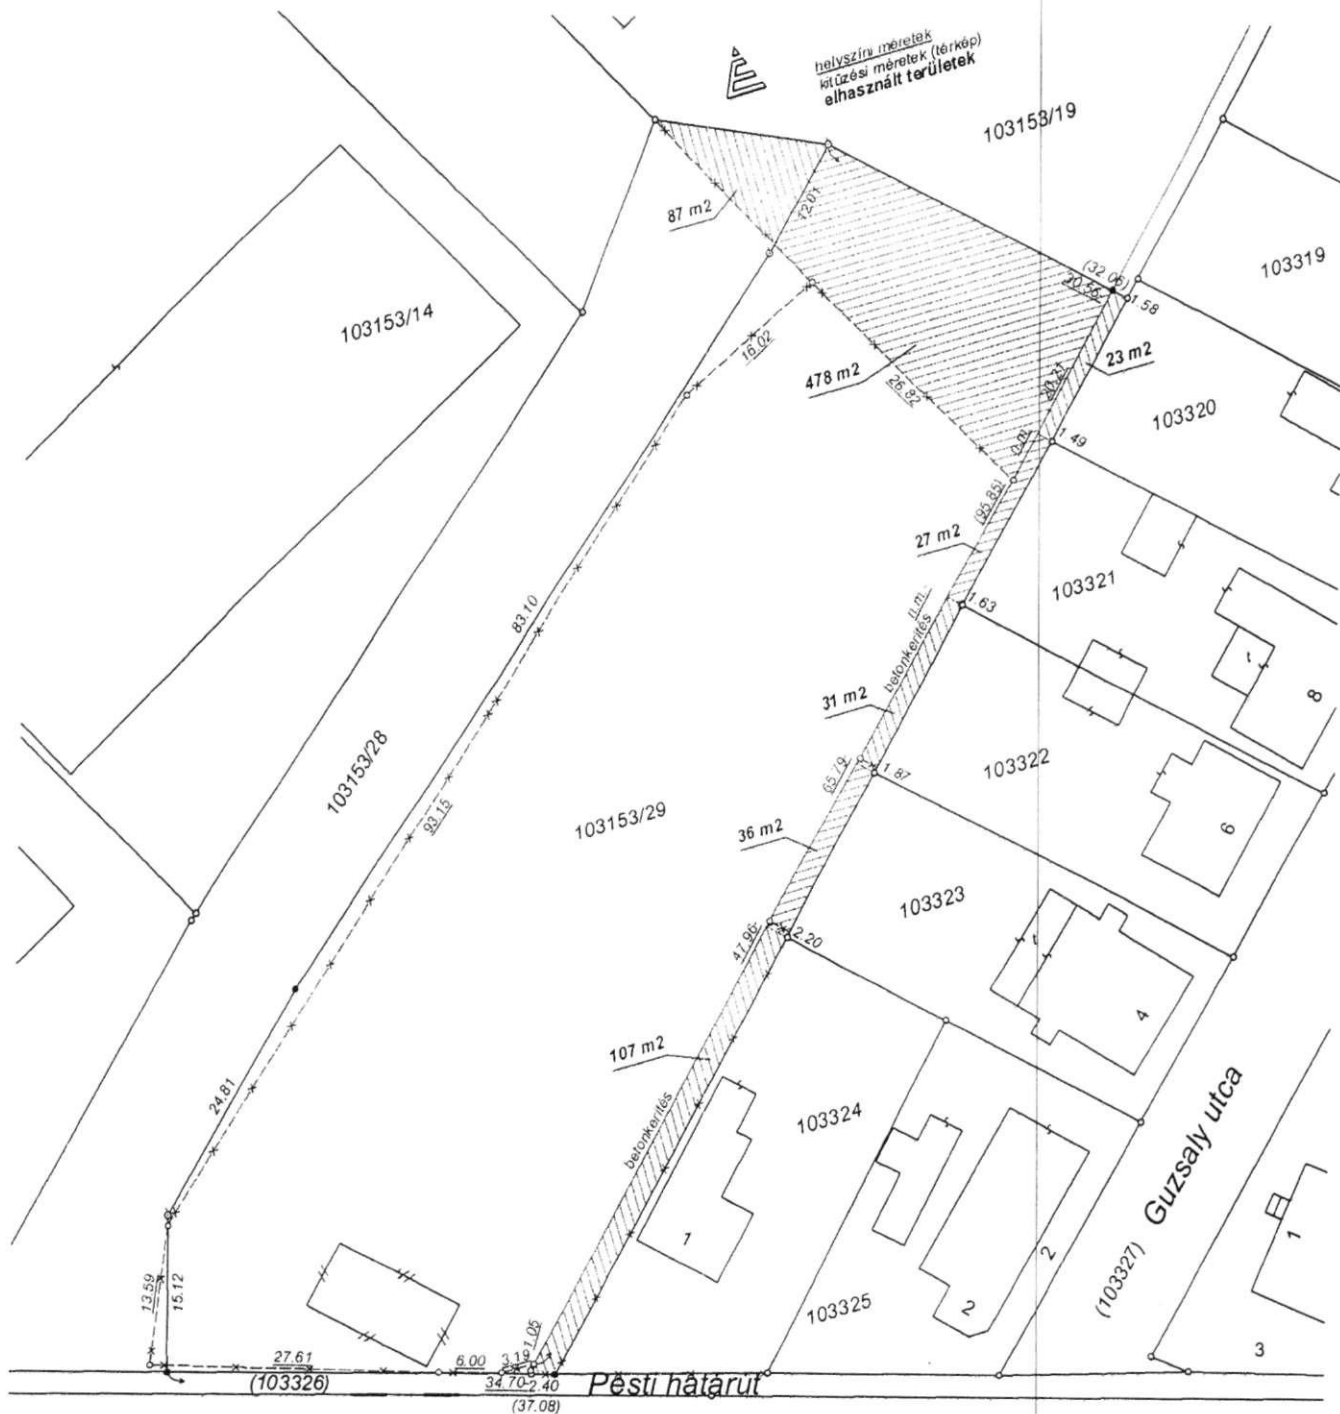 helyszíni méretek
kitűzési méretek (térkép)
elhasznált területek
É
103153/19
87 m2
12.01
103319
(32.06)
30.56
1.58
103153/14
16.02
478 m2
26.82
23 m2
103320
1.49
(95.85)
27 m2
103321
1.63
n.m.
betonkerítés
83.10
31 m2
8
103322
1.87
65.79
103153/28
93.15
103153/29
36 m2
6
103323
47.96
2.20
4
107 m2
24.81
betonkerítés
103324
Guzsaly utca
1
2
1
(103327)
13.59
15.12
103325
2
3
1.05
3.19
27.61
6.00
(103326)
34.70
2.40
Pesti határút
(37.08)